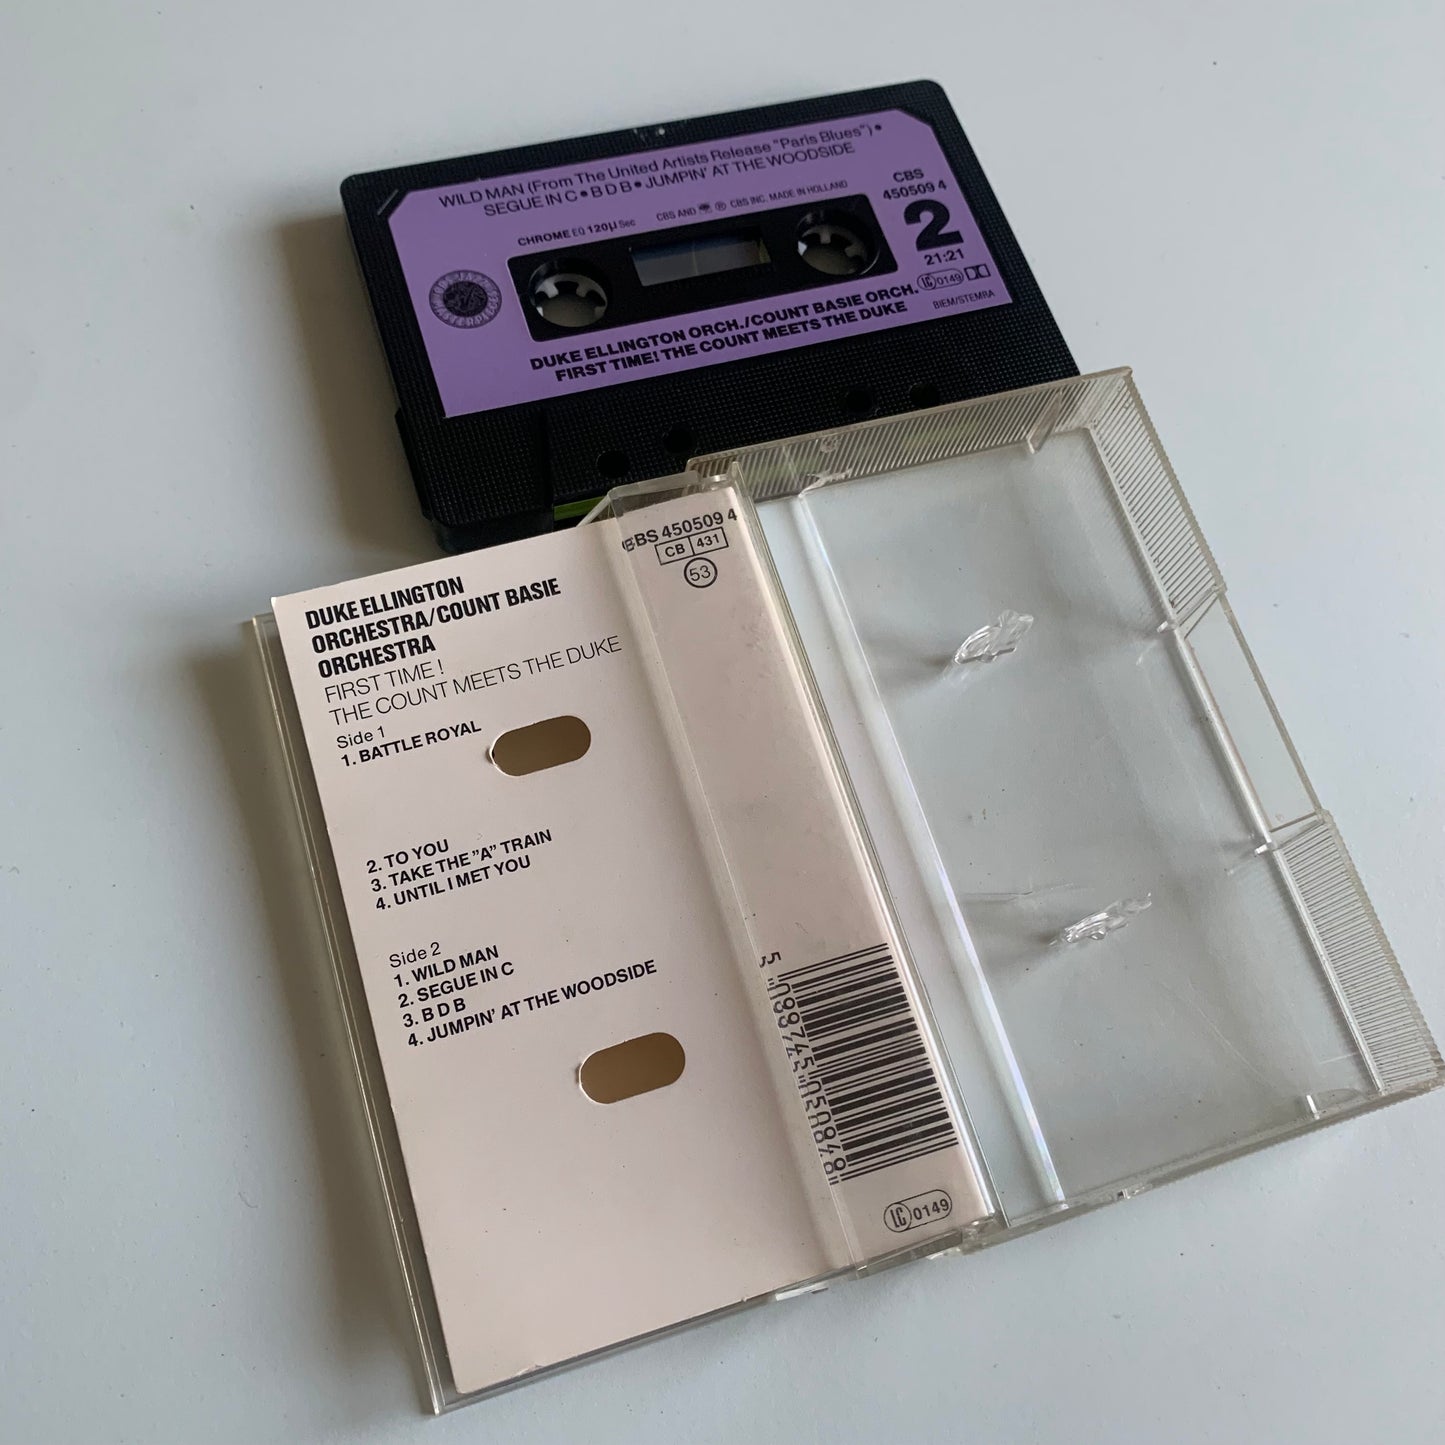 WILD MAN (From The United Artists Release "Paris Blues") •
SEGUE IN C • B D B • JUMPIN' AT THE WOODSIDE
CHROME EQ 120µ Sec
CBS AND ℗ CBS INC. MADE IN HOLLAND
CBS
450509 4
2
21:21
LC 0149
BIEM/STEMRA
DUKE ELLINGTON ORCH./COUNT BASIE ORCH.
FIRST TIME! THE COUNT MEETS THE DUKE
CBS 450509 4
CB 431
53
DUKE ELLINGTON
ORCHESTRA/COUNT BASIE
ORCHESTRA
FIRST TIME !
THE COUNT MEETS THE DUKE
Side 1
1. BATTLE ROYAL
2. TO YOU
3. TAKE THE "A" TRAIN
4. UNTIL I MET YOU
Side 2
1. WILD MAN
2. SEGUE IN C
3. B D B
4. JUMPIN' AT THE WOODSIDE
5 099745 050848
LC 0149